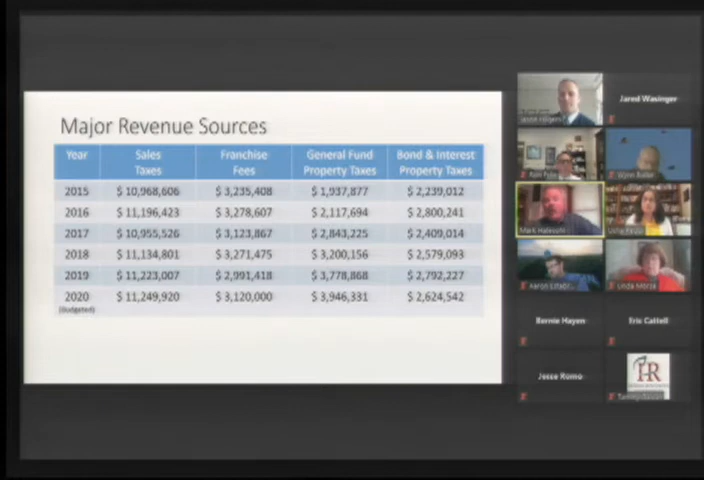 Major Revenue Sources
Year Sales Taxes Franchise Fees General Fund Property Taxes Bond & Interest Property Taxes
2015 $ 10,968,606 $ 3,235,408 $ 1,937,877 $ 2,239,012
2016 $ 11,196,423 $ 3,278,607 $ 2,117,694 $ 2,800,241
2017 $ 10,955,526 $ 3,123,867 $ 2,843,225 $ 2,409,014
2018 $ 11,134,801 $ 3,271,475 $ 3,200,156 $ 2,579,093
2019 $ 11,223,007 $ 2,991,418 $ 3,778,868 $ 2,792,227
2020 $ 11,249,920 $ 3,120,000 $ 3,946,331 $ 2,624,542
(Budgeted)
Jared Wasinger
Wynn Butler
Usha Reddi
Linda Morse
Bernie Hayen
Eric Cattell
Jesse Romo
HR